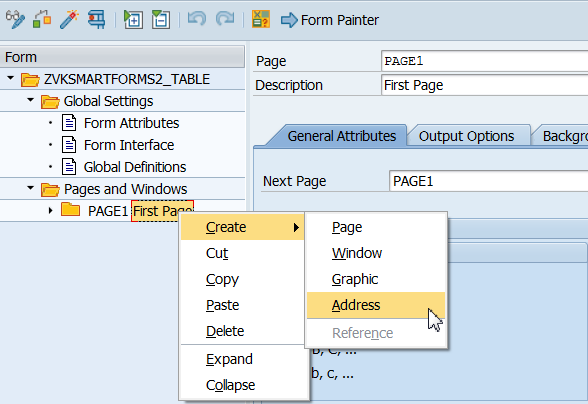 Form Painter
Form
ZVKSMARTFORMS2_TABLE
Global Settings
Form Attributes
Form Interface
Global Definitions
Pages and Windows
PAGE1 First Page
Page PAGE1
Description First Page
General Attributes Output Options Backgro
Next Page PAGE1
Create
Cut
Copy
Paste
Delete
Expand
Collapse
Page
Window
Graphic
Address
Reference
B, C, ...
b, c, ...